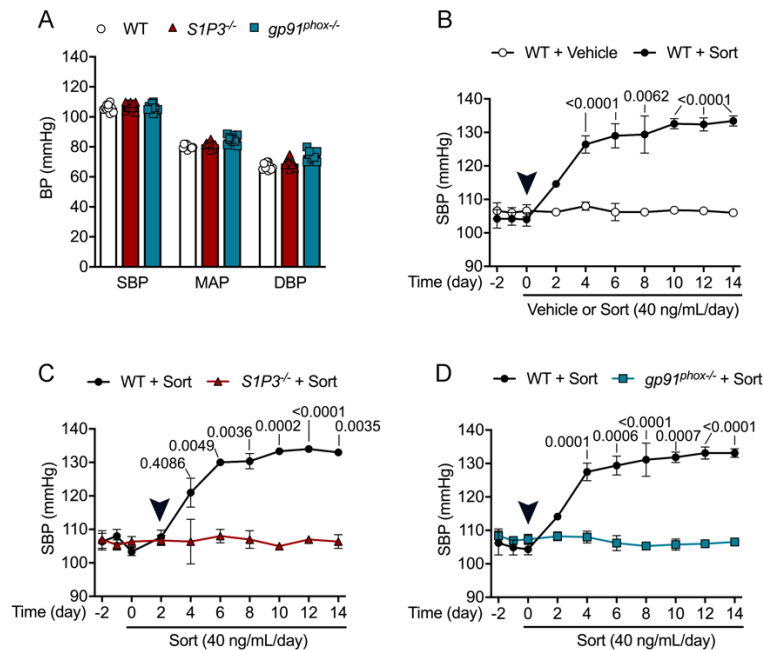 A
WT S1P3-/- gp91phox-/-
BP (mmHg)
140
120
100
80
60
40
20
0
SBP MAP DBP
B
WT + Vehicle WT + Sort
SBP (mmHg)
140
130
120
110
100
90
<0.0001 0.0062 <0.0001
Time (day) -2 0 2 4 6 8 10 12 14
Vehicle or Sort (40 ng/mL/day)
C
WT + Sort S1P3-/- + Sort
SBP (mmHg)
140
130
120
110
100
90
0.4086 0.0049 0.0036 0.0002 <0.0001 0.0035
Time (day) -2 0 2 4 6 8 10 12 14
Sort (40 ng/mL/day)
D
WT + Sort gp91phox-/- + Sort
SBP (mmHg)
140
130
120
110
100
90
0.0001 0.0006 <0.0001 0.0007 <0.0001
Time (day) -2 0 2 4 6 8 10 12 14
Sort (40 ng/mL/day)